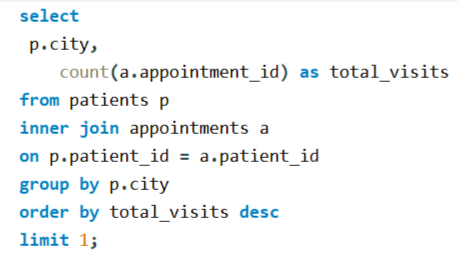 select
 p.city,
    count(a.appointment_id) as total_visits
from patients p
inner join appointments a
on p.patient_id = a.patient_id
group by p.city
order by total_visits desc
limit 1;